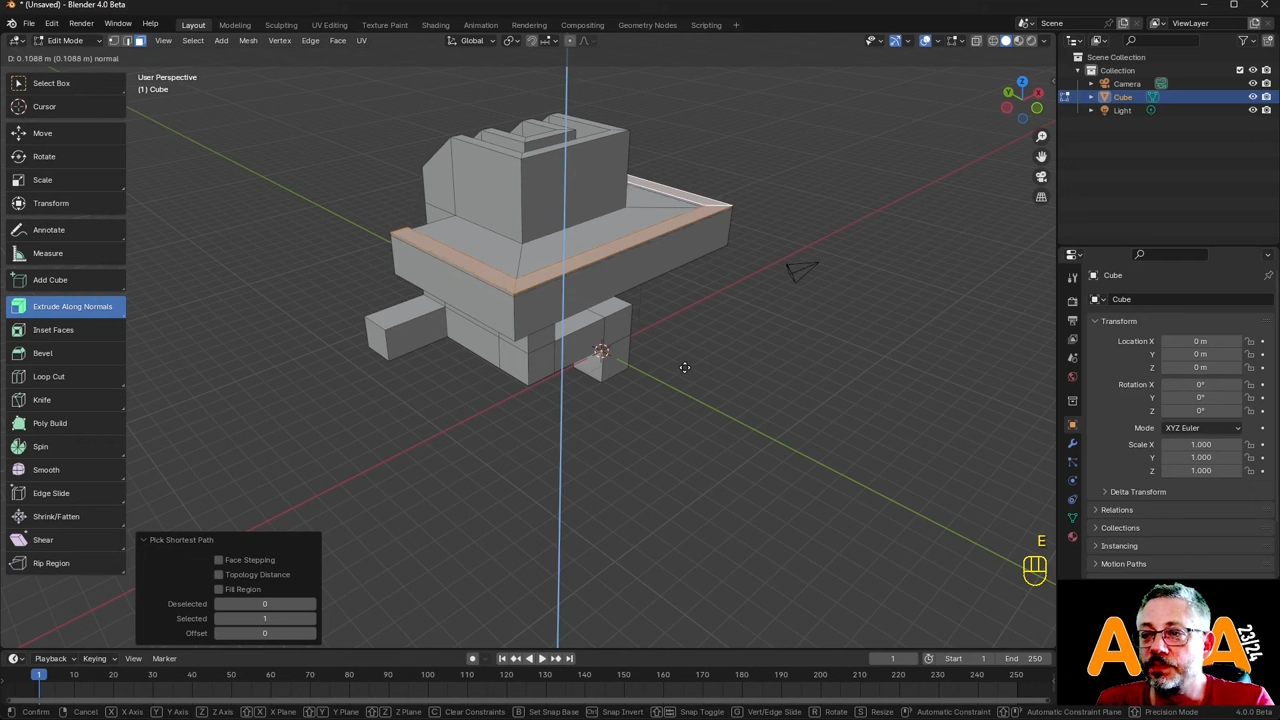 * (Unsaved) - Blender 4.0 Beta
File Edit Render Window Help Layout Modeling Sculpting UV Editing Texture Paint Shading Animation Rendering Compositing Geometry Nodes Scripting + Scene ViewLayer
Edit Mode View Select Add Mesh Vertex Edge Face UV Global
D: 0.1088 m (0.1088 m) normal
User Perspective
(1) Cube
Select Box
Cursor
Move
Rotate
Scale
Transform
Annotate
Measure
Add Cube
Extrude Along Normals
Inset Faces
Bevel
Loop Cut
Knife
Poly Build
Spin
Smooth
Edge Slide
Shrink/Fatten
Shear
Rip Region
Z
Y
X
Pick Shortest Path
Face Stepping
Topology Distance
Fill Region
Deselected 0
Selected 1
Offset 0
E
Scene Collection
Collection
Camera
Cube
Light
Cube
Cube
Transform
Location X 0 m
Y 0 m
Z 0 m
Rotation X 0°
Y 0°
Z 0°
Mode XYZ Euler
Scale X 1.000
Y 1.000
Z 1.000
Delta Transform
Relations
Collections
Instancing
Motion Paths
A A 23/24
Playback Keying View Marker 1 Start 1 End 250
1 10 20 30 40 50 60 70 80 90 100 110 120 130 140 150 160 170 180 190 200 210 220 230 240 250
Confirm Cancel X X Axis Y Y Axis Z Z Axis X X Plane Y Y Plane Z Z Plane C Clear Constraints B Set Snap Base Snap Invert Snap Toggle G Vert/Edge Slide R Rotate S Resize Automatic Constraint Automatic Constraint Plane Precision Mode 4.0.0 Beta